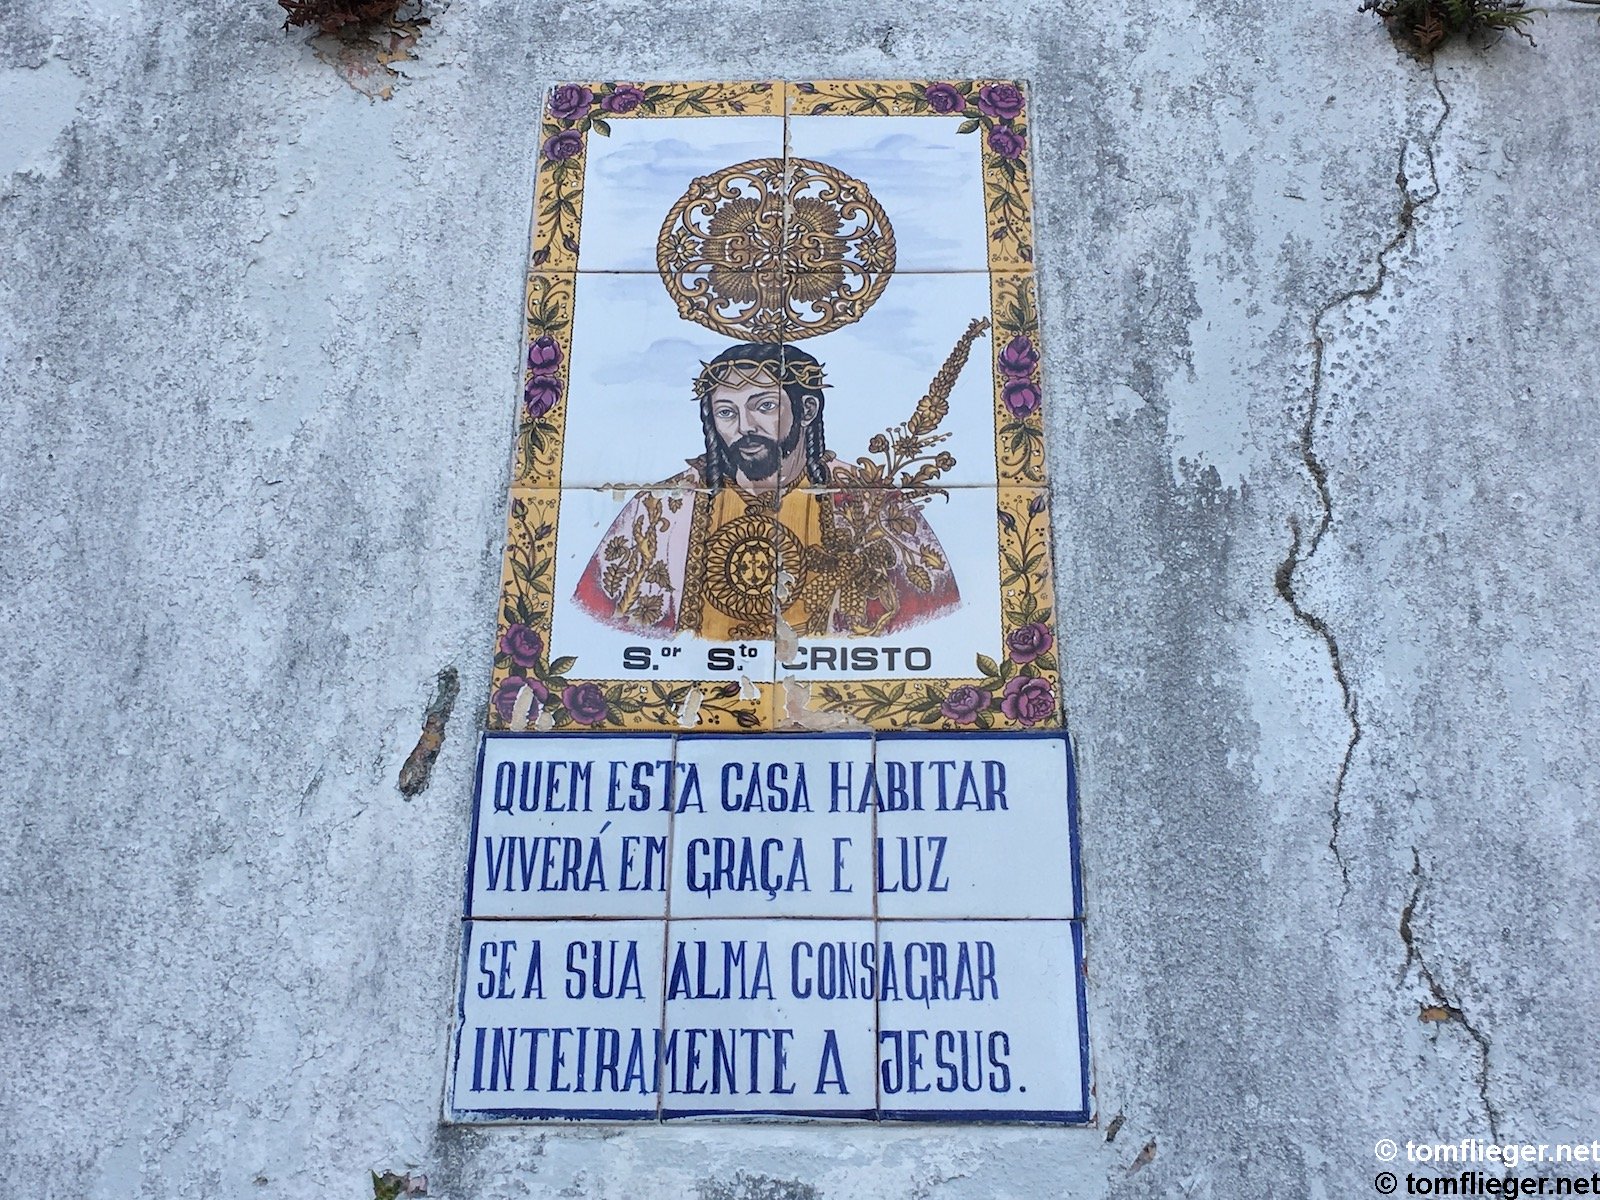 S.or S.to CRISTO
QUEM ESTA CASA HABITAR
VIVERÁ EM GRAÇA E LUZ
SE A SUA ALMA CONSAGRAR
INTEIRAMENTE A JESUS.
© tomflieger.net
© tomflieger.net